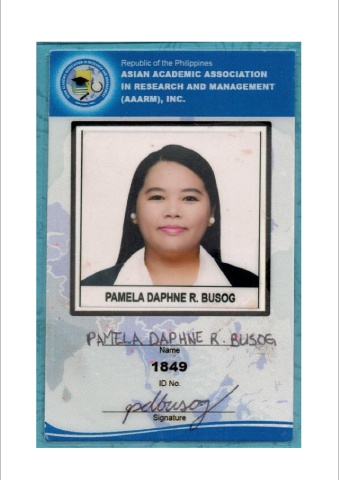 Republic of the Philippines
ASIAN ACADEMIC ASSOCIATION
IN RESEARCH AND MANAGEMENT
(AAARM), INC.
PAMELA DAPHNE R. BUSOG
PAMELA DAPHNE R. BUSOG
Name
1849
ID No.
pdbusog
Signature